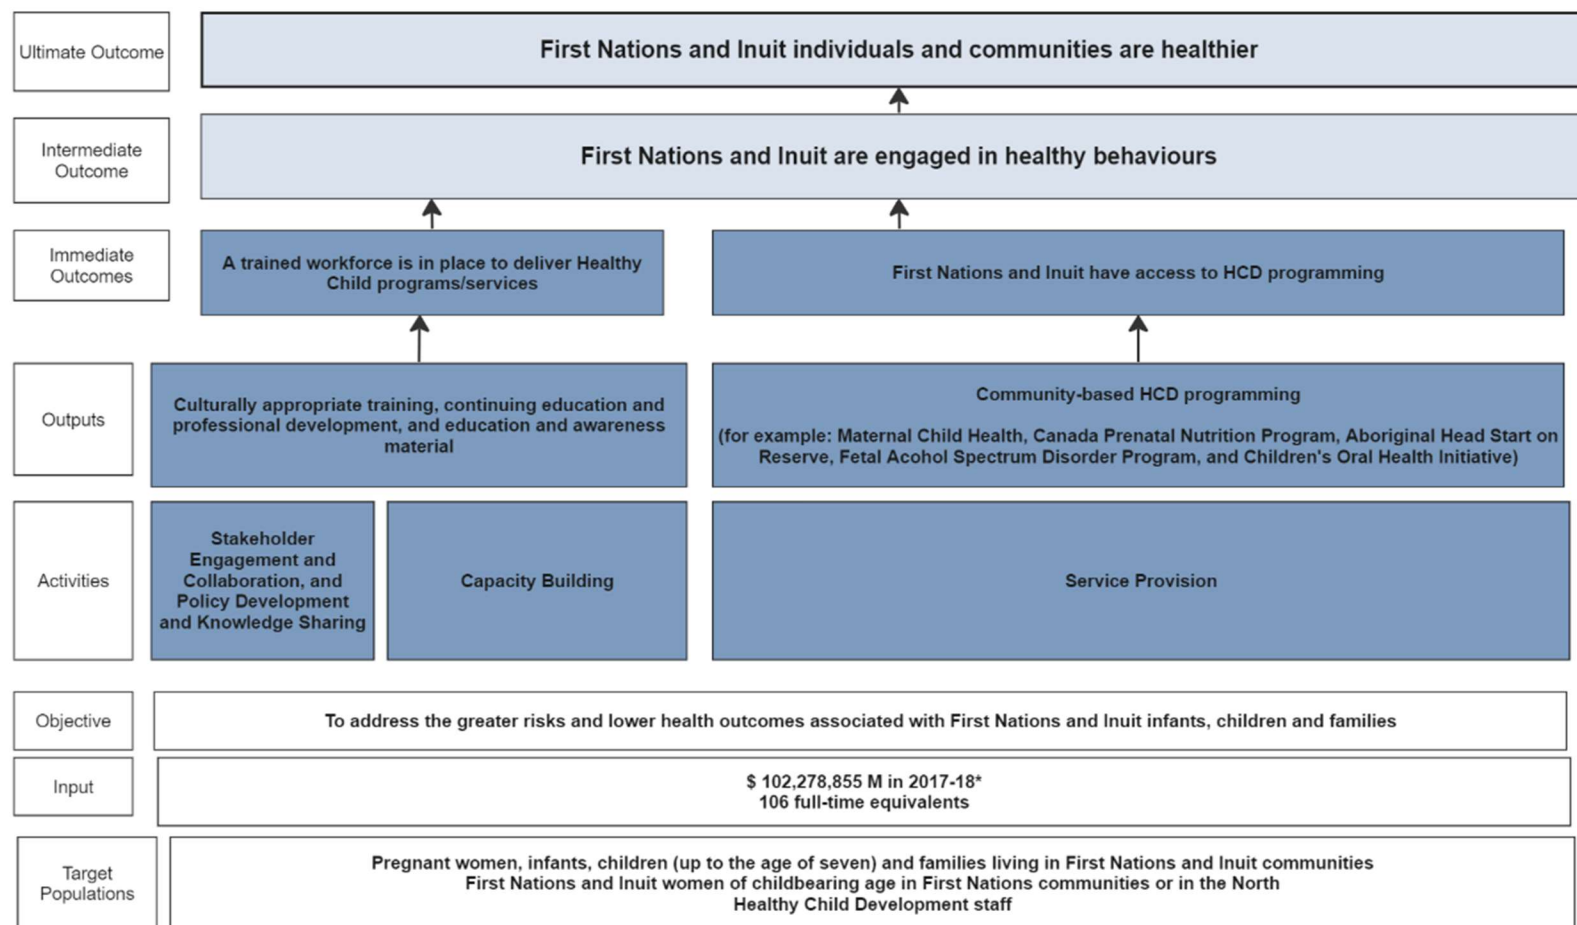 Ultimate Outcome
First Nations and Inuit individuals and communities are healthier
Intermediate
Outcome
First Nations and Inuit are engaged in healthy behaviours
Immediate
Outcomes
A trained workforce is in place to deliver Healthy
Child programs/services
First Nations and Inuit have access to HCD programming
Outputs
Culturally appropriate training, continuing education and
professional development, and education and awareness
material
Community-based HCD programming
(for example: Maternal Child Health, Canada Prenatal Nutrition Program, Aboriginal Head Start on
Reserve, Fetal Acohol Spectrum Disorder Program, and Children's Oral Health Initiative)
Activities
Stakeholder
Engagement and
Collaboration, and
Policy Development
and Knowledge Sharing
Capacity Building
Service Provision
Objective
To address the greater risks and lower health outcomes associated with First Nations and Inuit infants, children and families
Input
$ 102,278,855 M in 2017-18*
106 full-time equivalents
Target
Populations
Pregnant women, infants, children (up to the age of seven) and families living in First Nations and Inuit communities
First Nations and Inuit women of childbearing age in First Nations communities or in the North
Healthy Child Development staff